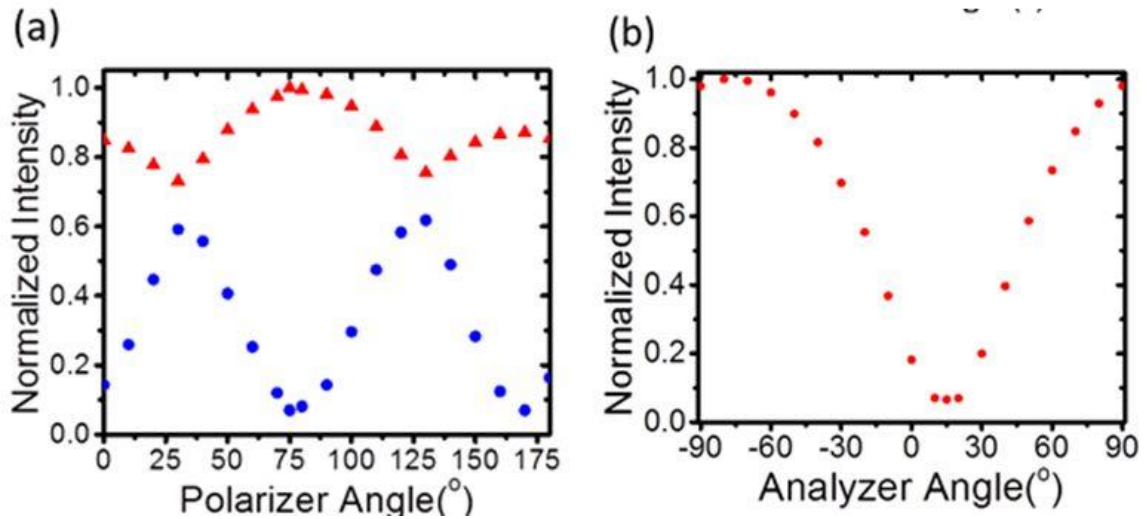 (a)
Normalized Intensity
1.0
0.8
0.6
0.4
0.2
0.0
0 25 50 75 100 125 150 175
Polarizer Angle(°)
(b)
Normalized Intensity
1.0
0.8
0.6
0.4
0.2
0.0
-90 -60 -30 0 30 60 90
Analyzer Angle(°)